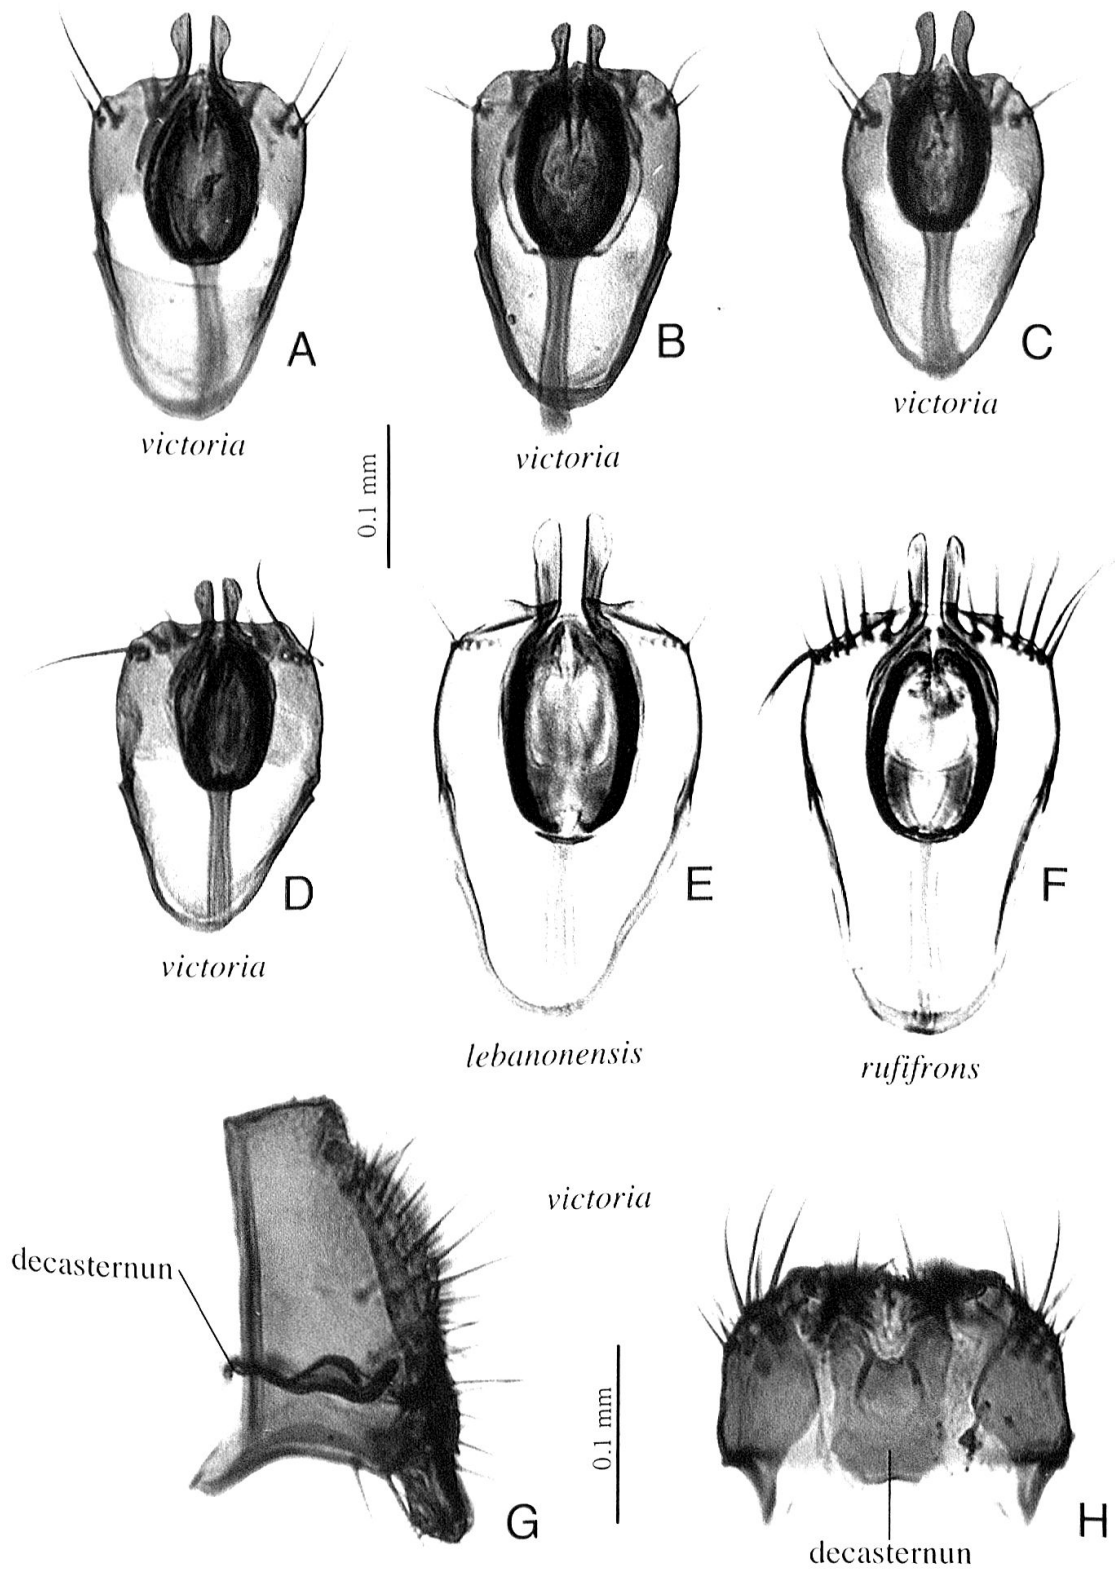 A
B
C
victoria
victoria
victoria
0.1 mm
D
E
F
victoria
lebanonensis
rufifrons
victoria
decasternun
0.1 mm
G
H
decasternun